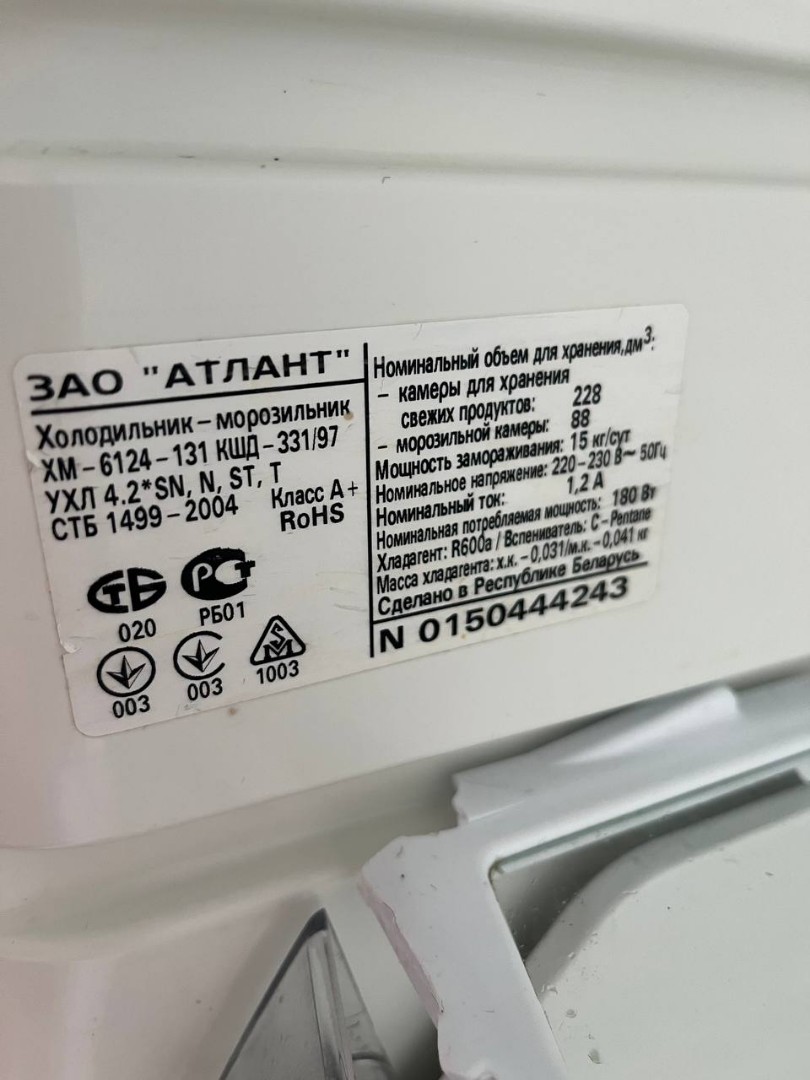 ЗАО "АТЛАНТ"
Холодильник – морозильник
ХМ – 6124 – 131 КШД – 331/97
УХЛ 4.2*SN, N, ST, T
СТБ 1499 – 2004 Класс А+
RoHS
СТБ
020
РСТ
РБ01
003
003
1003
Номинальный объем для хранения,дм³:
– камеры для хранения
свежих продуктов: 228
– морозильной камеры: 88
Мощность замораживания: 15 кг/сут
Номинальное напряжение: 220 – 230 В~ 50Гц
Номинальный ток: 1,2 А
Номинальная потребляемая мощность: 180 Вт
Хладагент: R600a / Вспениватель: C – Pentane
Масса хладагента: х.к. – 0,031/м.к. – 0,041 кг
Сделано в Республике Беларусь
N 0150444243